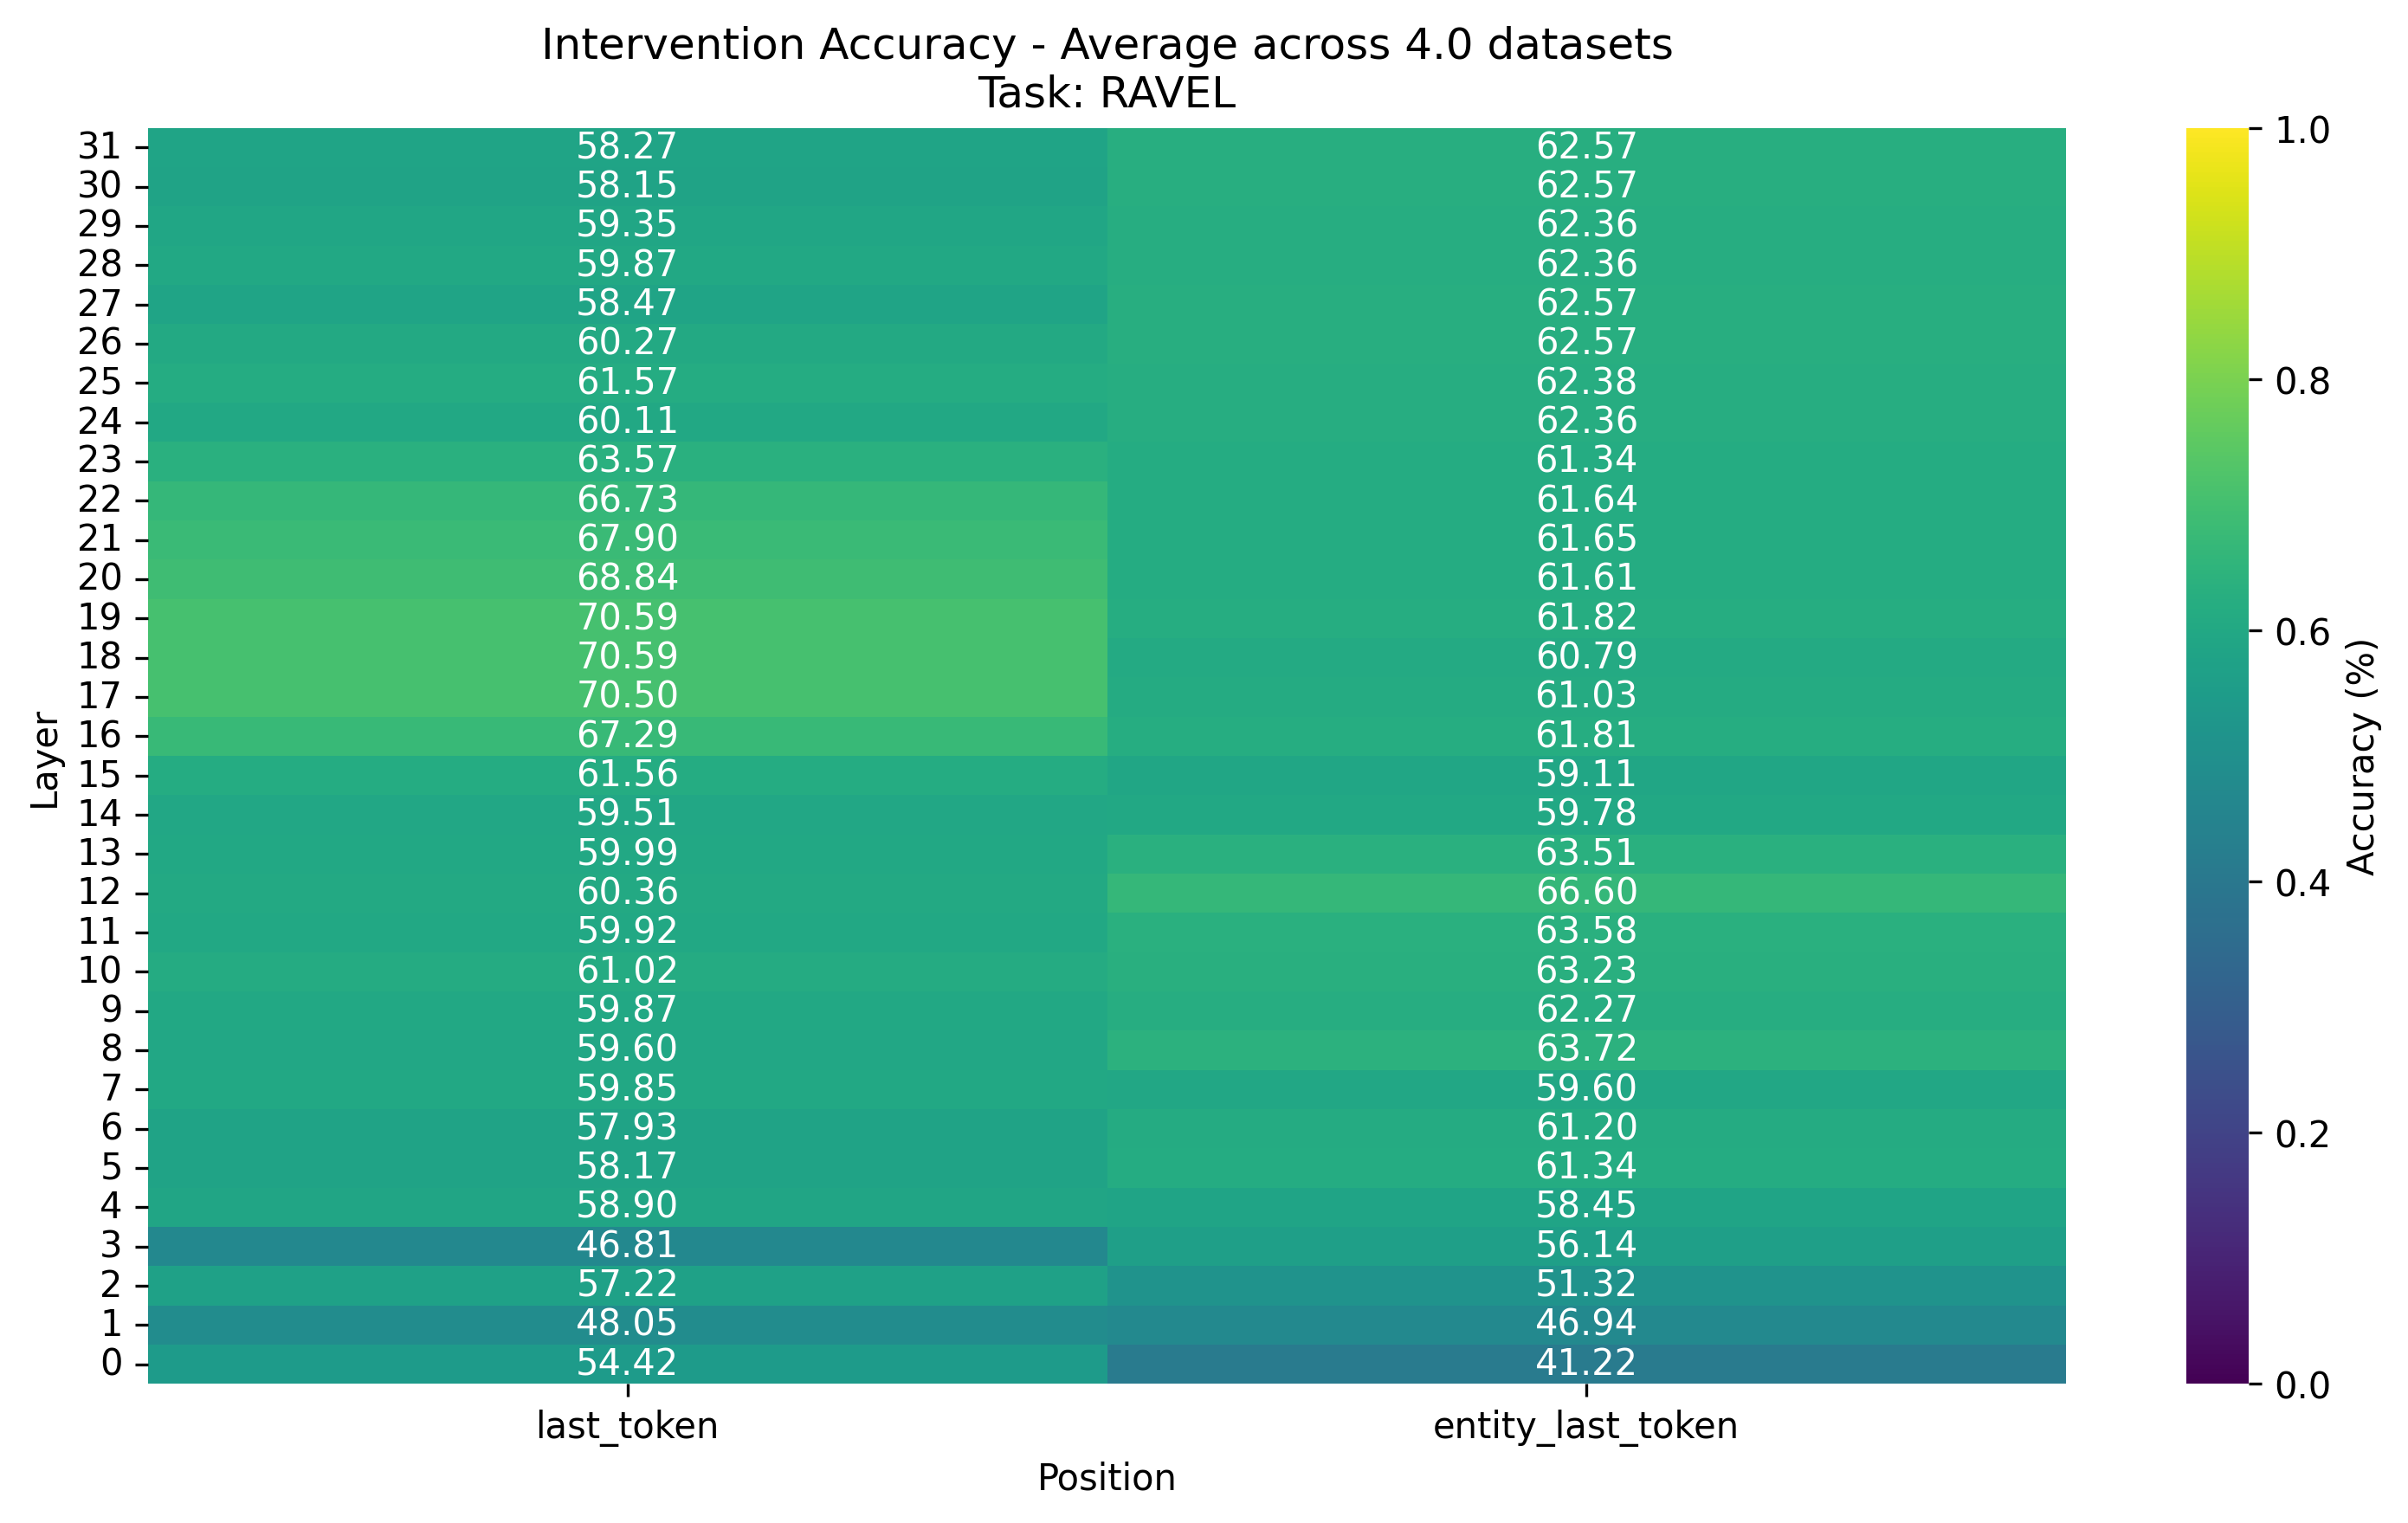 Intervention Accuracy - Average across 4.0 datasets
Task: RAVEL
31 58.27 62.57
30 58.15 62.57
29 59.35 62.36
28 59.87 62.36
27 58.47 62.57
26 60.27 62.57
25 61.57 62.38
24 60.11 62.36
23 63.57 61.34
22 66.73 61.64
21 67.90 61.65
20 68.84 61.61
19 70.59 61.82
18 70.59 60.79
17 70.50 61.03
16 67.29 61.81
15 61.56 59.11
14 59.51 59.78
13 59.99 63.51
12 60.36 66.60
11 59.92 63.58
10 61.02 63.23
9 59.87 62.27
8 59.60 63.72
7 59.85 59.60
6 57.93 61.20
5 58.17 61.34
4 58.90 58.45
3 46.81 56.14
2 57.22 51.32
1 48.05 46.94
0 54.42 41.22
last_token entity_last_token
Position
Layer
1.0
0.8
0.6
0.4
0.2
0.0
Accuracy (%)